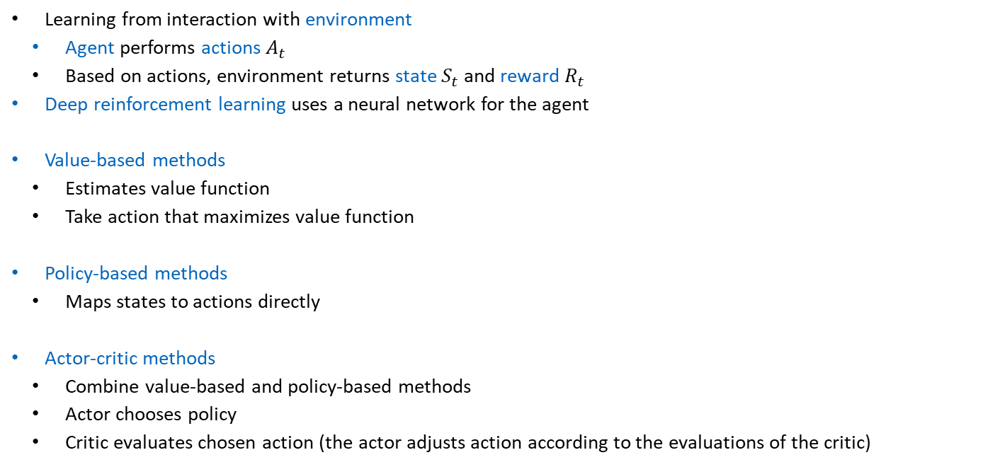 • Learning from interaction with environment
• Agent performs actions Aₜ
• Based on actions, environment returns state Sₜ and reward Rₜ
• Deep reinforcement learning uses a neural network for the agent
• Value-based methods
• Estimates value function
• Take action that maximizes value function
• Policy-based methods
• Maps states to actions directly
• Actor-critic methods
• Combine value-based and policy-based methods
• Actor chooses policy
• Critic evaluates chosen action (the actor adjusts action according to the evaluations of the critic)